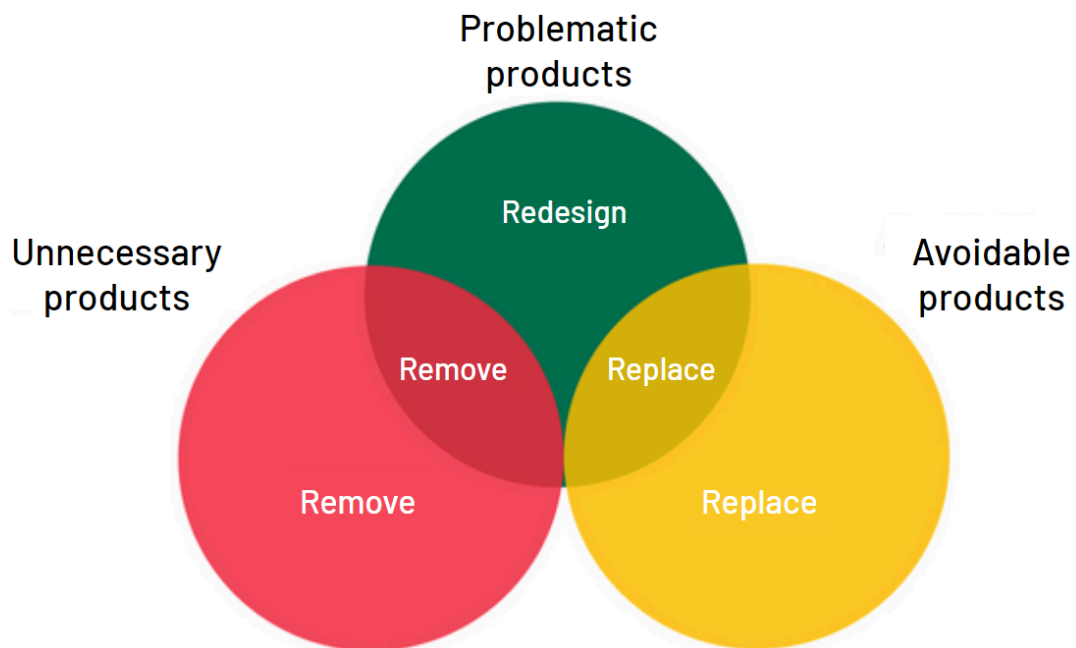 Problematic
products
Redesign
Unnecessary
products
Avoidable
products
Remove
Replace
Remove
Replace